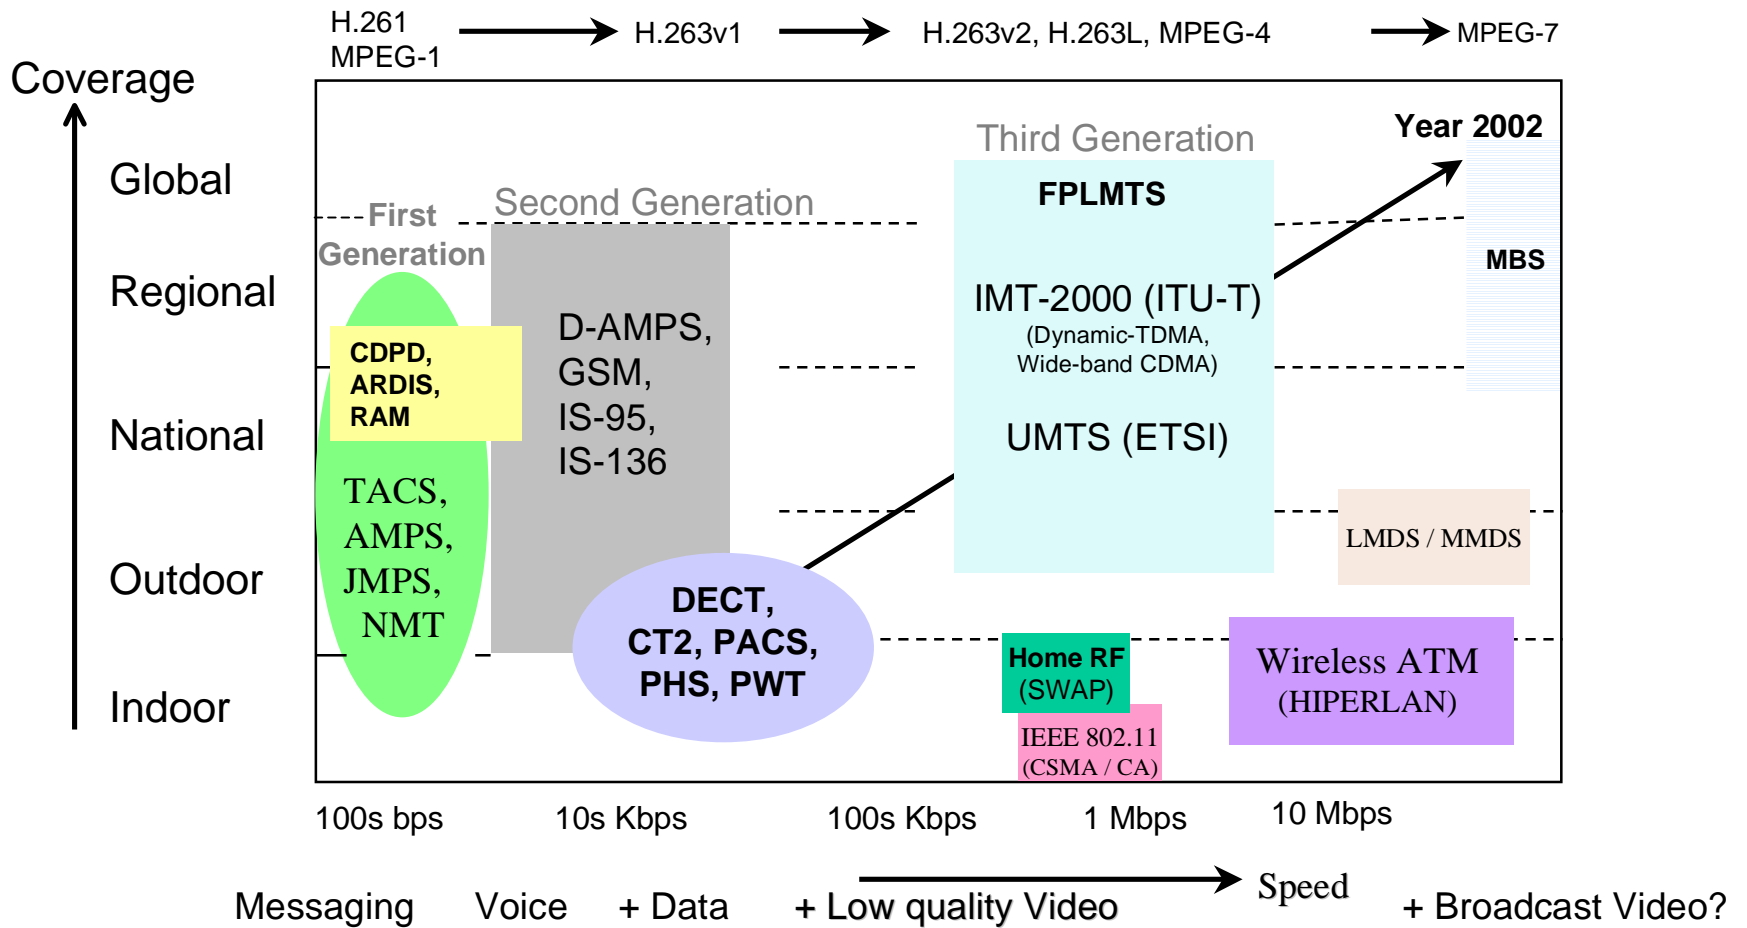 H.261
MPEG-1
H.263v1
H.263v2, H.263L, MPEG-4
MPEG-7
Coverage
Global
Regional
National
Outdoor
Indoor
First
Generation
CDPD,
ARDIS,
RAM
TACS,
AMPS,
JMPS,
NMT
Second Generation
D-AMPS,
GSM,
IS-95,
IS-136
DECT,
CT2, PACS,
PHS, PWT
Third Generation
FPLMTS
IMT-2000 (ITU-T)
(Dynamic-TDMA,
Wide-band CDMA)
UMTS (ETSI)
Year 2002
MBS
LMDS / MMDS
Home RF
(SWAP)
IEEE 802.11
(CSMA / CA)
Wireless ATM
(HIPERLAN)
100s bps
10s Kbps
100s Kbps
1 Mbps
10 Mbps
Speed
Messaging
Voice
+ Data
+ Low quality Video
+ Broadcast Video?